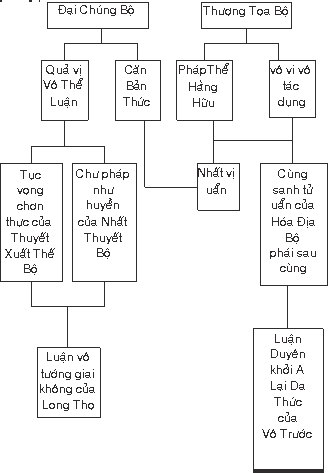 Đại Chúng Bộ
Thượng Tọa Bộ
Quả vị
Vô Thể
Luận
Căn
Bản
Thức
Pháp Thể
Hằng
Hữu
vô vi vô
tác
dụng
Tục
vọng
chơn
thực của
Thuyết
Xuất Thế
Bộ
Chư pháp
như
huyễn
của Nhất
Thuyết
Bộ
Nhất vị
uẩn
Cùng
sanh tử
uẩn của
Hóa Địa
Bộ
phái sau
cùng
Luận vô
tướng giai
không của
Long Thọ
Luận
Duyên
khởi A
Lại Da
Thức
của
Vô Trước